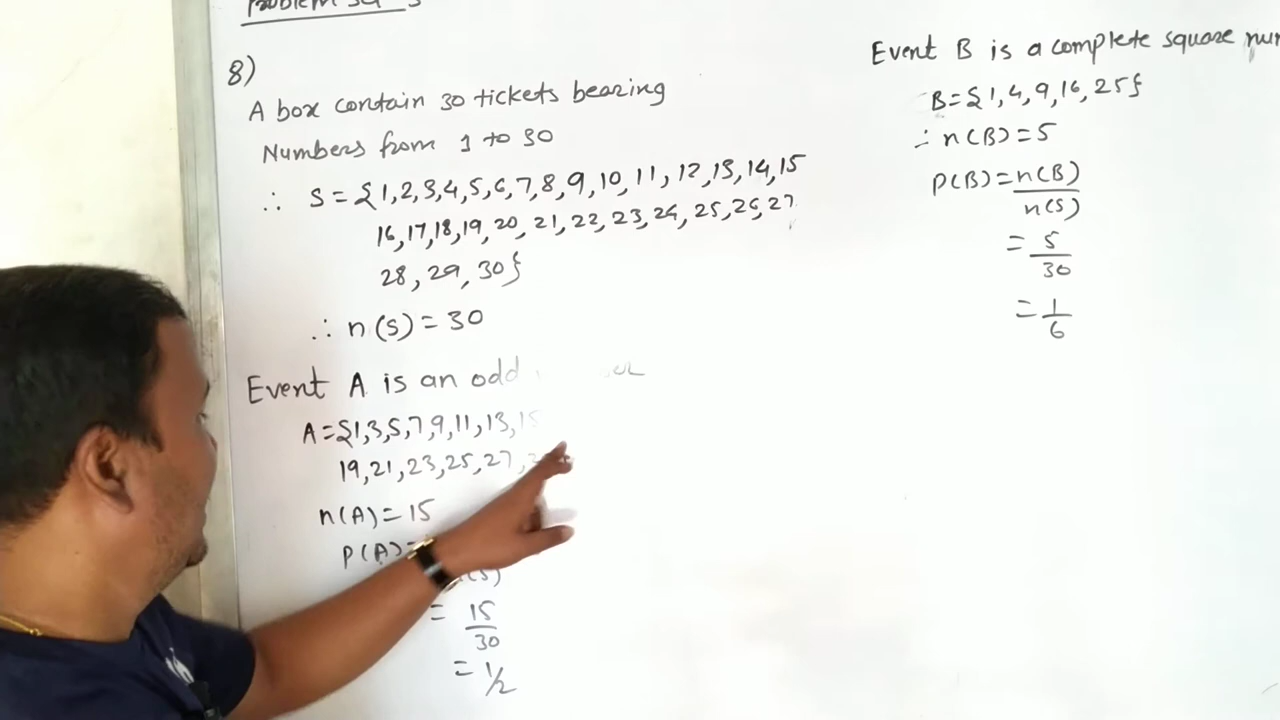 8)
A box contain 30 tickets bearing
Numbers from 1 to 30
∴ S = {1,2,3,4,5,6,7,8,9,10,11,12,13,14,15
16,17,18,19,20,21,22,23,24,25,26,27
28,29,30}
∴ n(S) = 30
Event A is an odd
A={1,3,5,7,9,11,13,15
19,21,23,25,27,
n(A) = 15
P(A)=
= 15/30
= 1/2
Event B is a complete square
B={1,4,9,16,25}
∴ n(B) = 5
P(B) = n(B)/n(S)
= 5/30
= 1/6